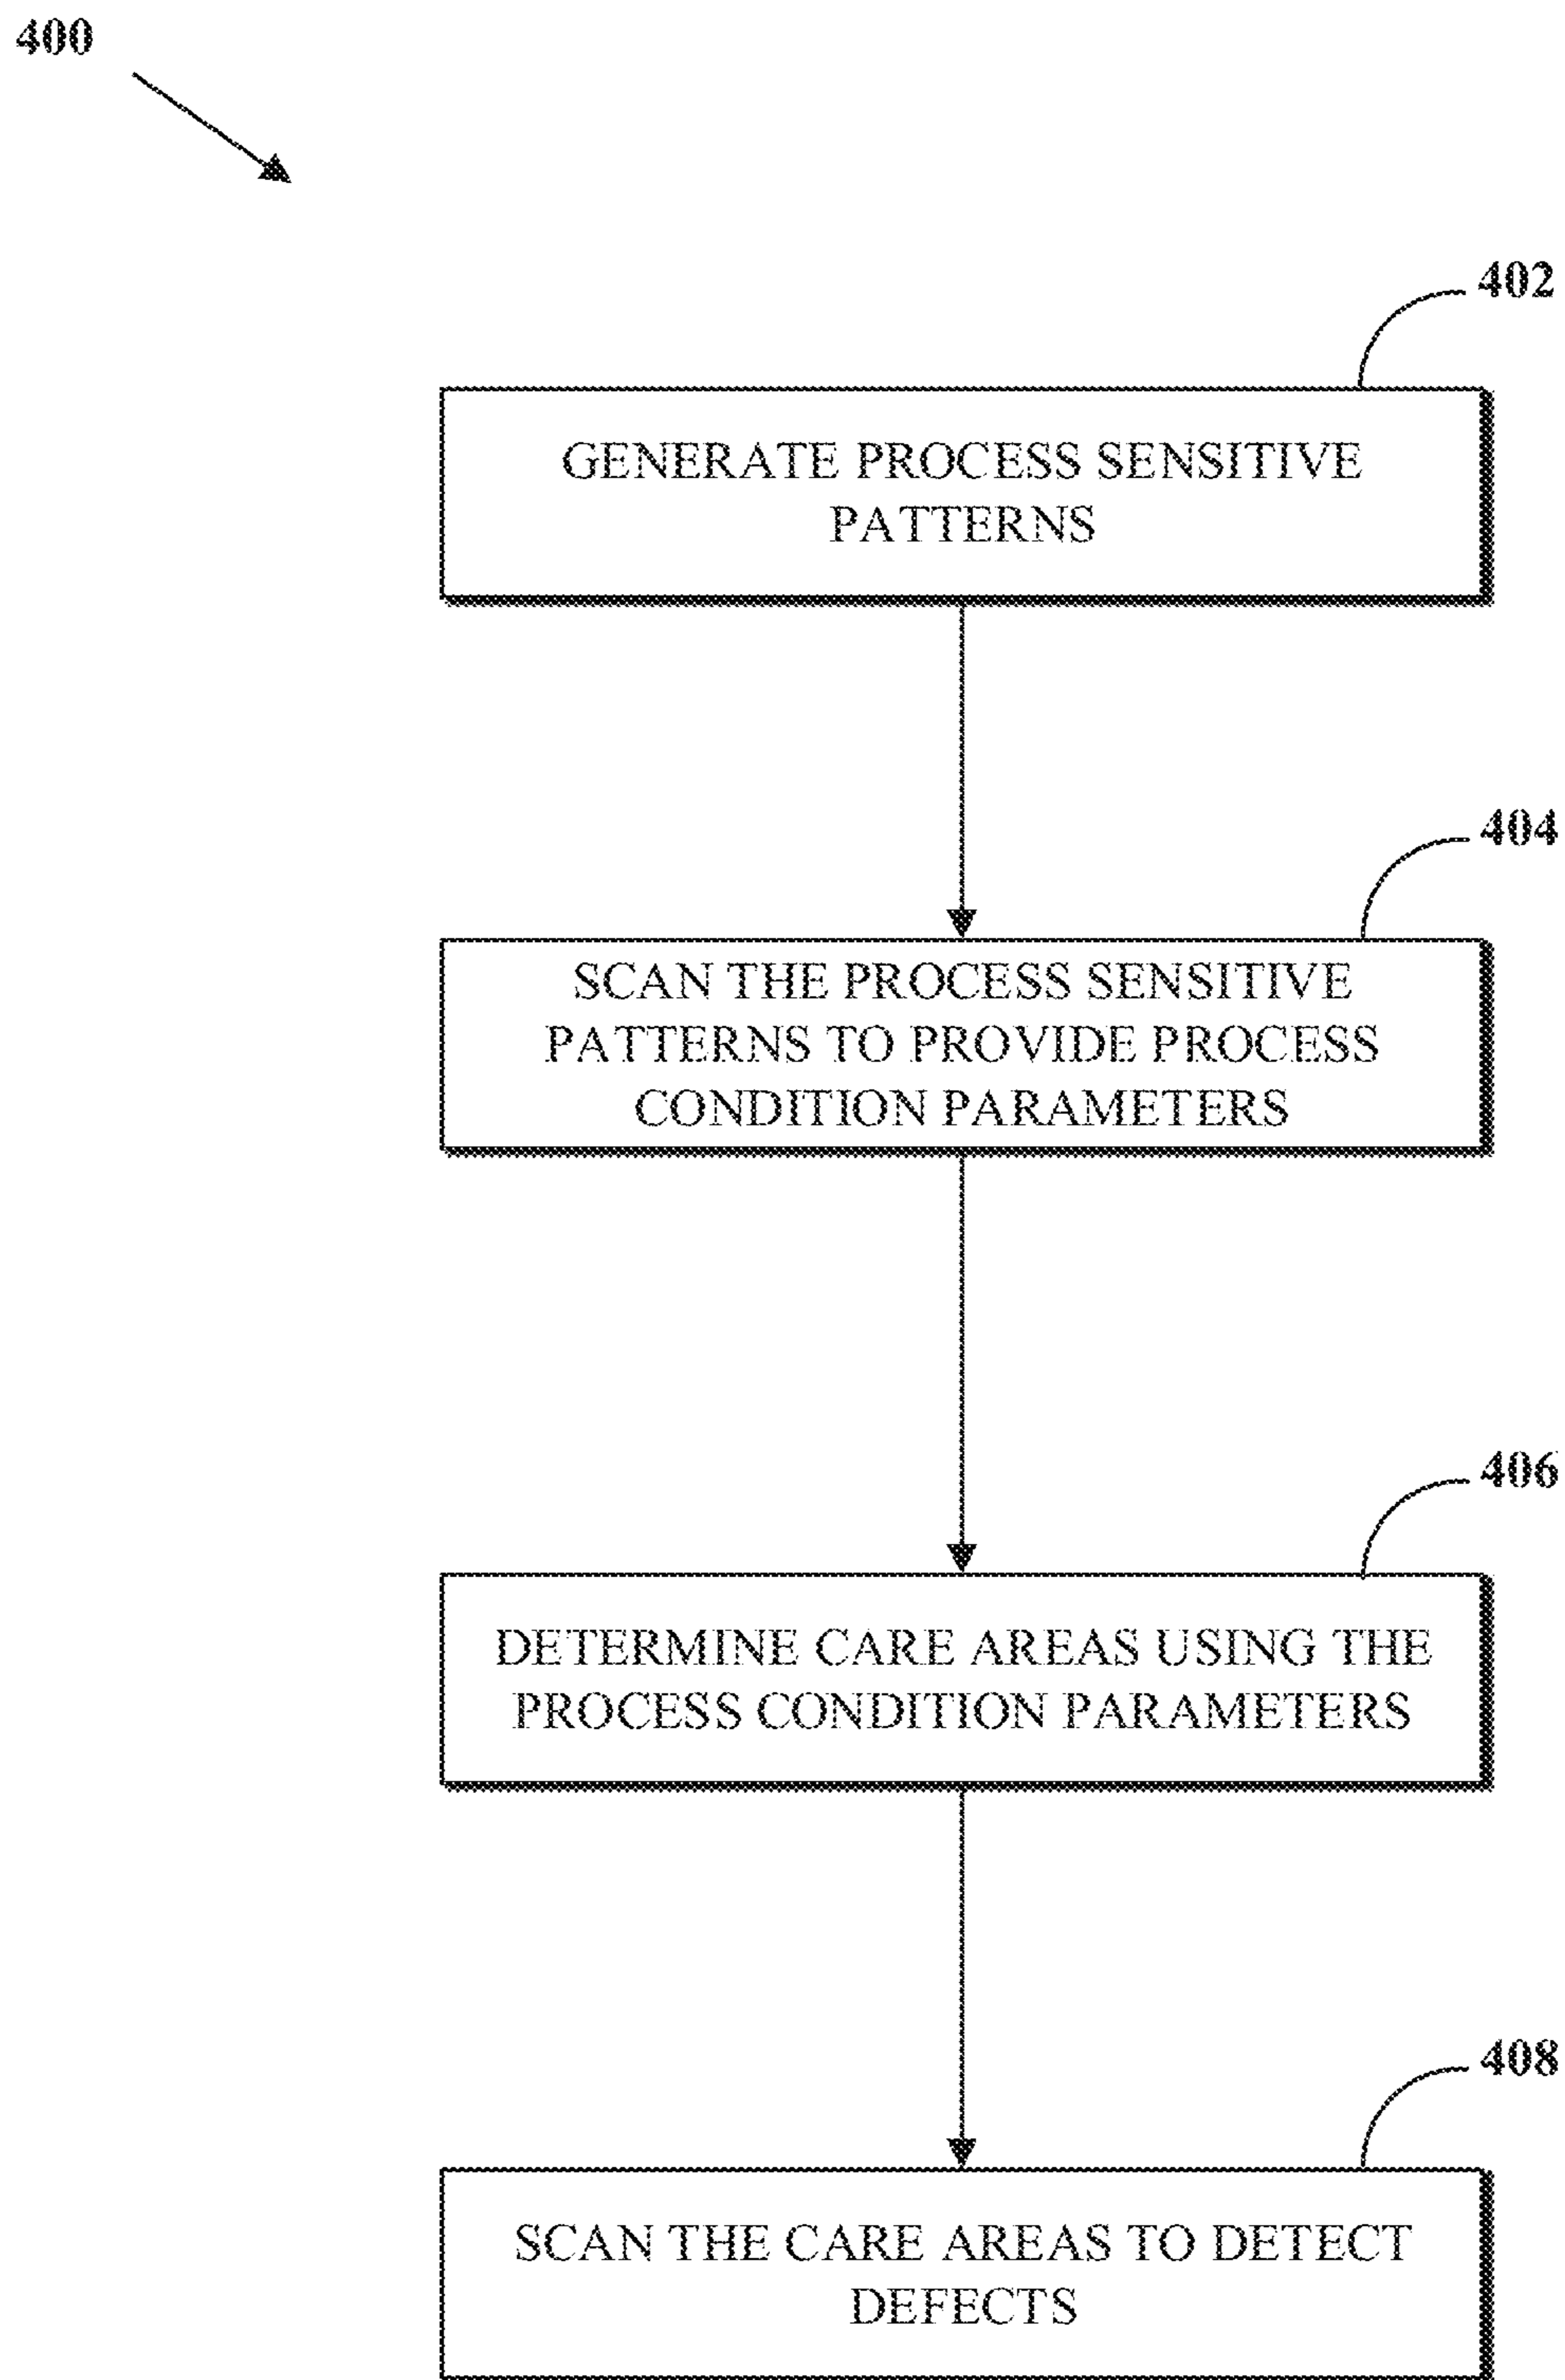 400
402
GENERATE PROCESS SENSITIVE
PATTERNS
404
SCAN THE PROCESS SENSITIVE
PATTERNS TO PROVIDE PROCESS
CONDITION PARAMETERS
406
DETERMINE CARE AREAS USING THE
PROCESS CONDITION PARAMETERS
408
SCAN THE CARE AREAS TO DETECT
DEFECTS